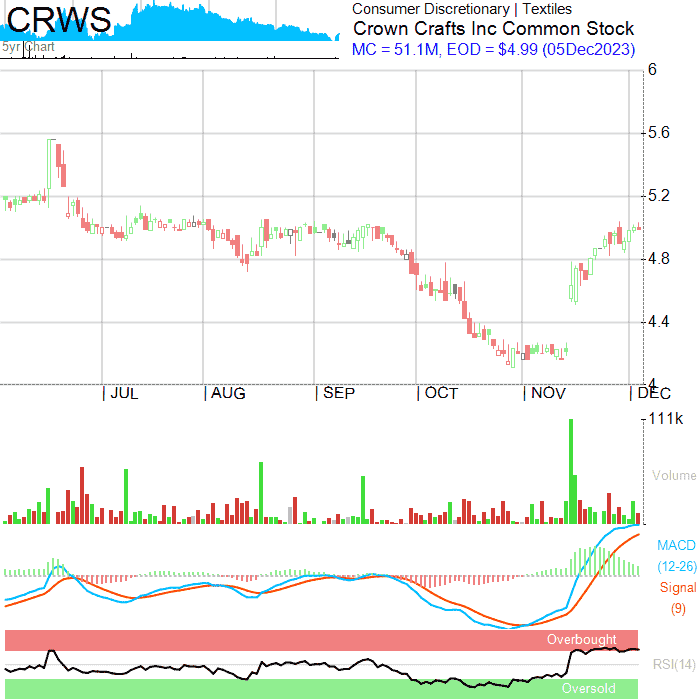 CRWS
5yr Chart
Consumer Discretionary | Textiles
Crown Crafts Inc Common Stock
MC = 51.1M, EOD = $4.99 (05Dec2023)
6
5.6
5.2
4.8
4.4
4
| JUL | AUG | SEP | OCT | NOV | DEC
111k
Volume
MACD
(12-26)
Signal
(9)
Overbought
RSI(14)
Oversold